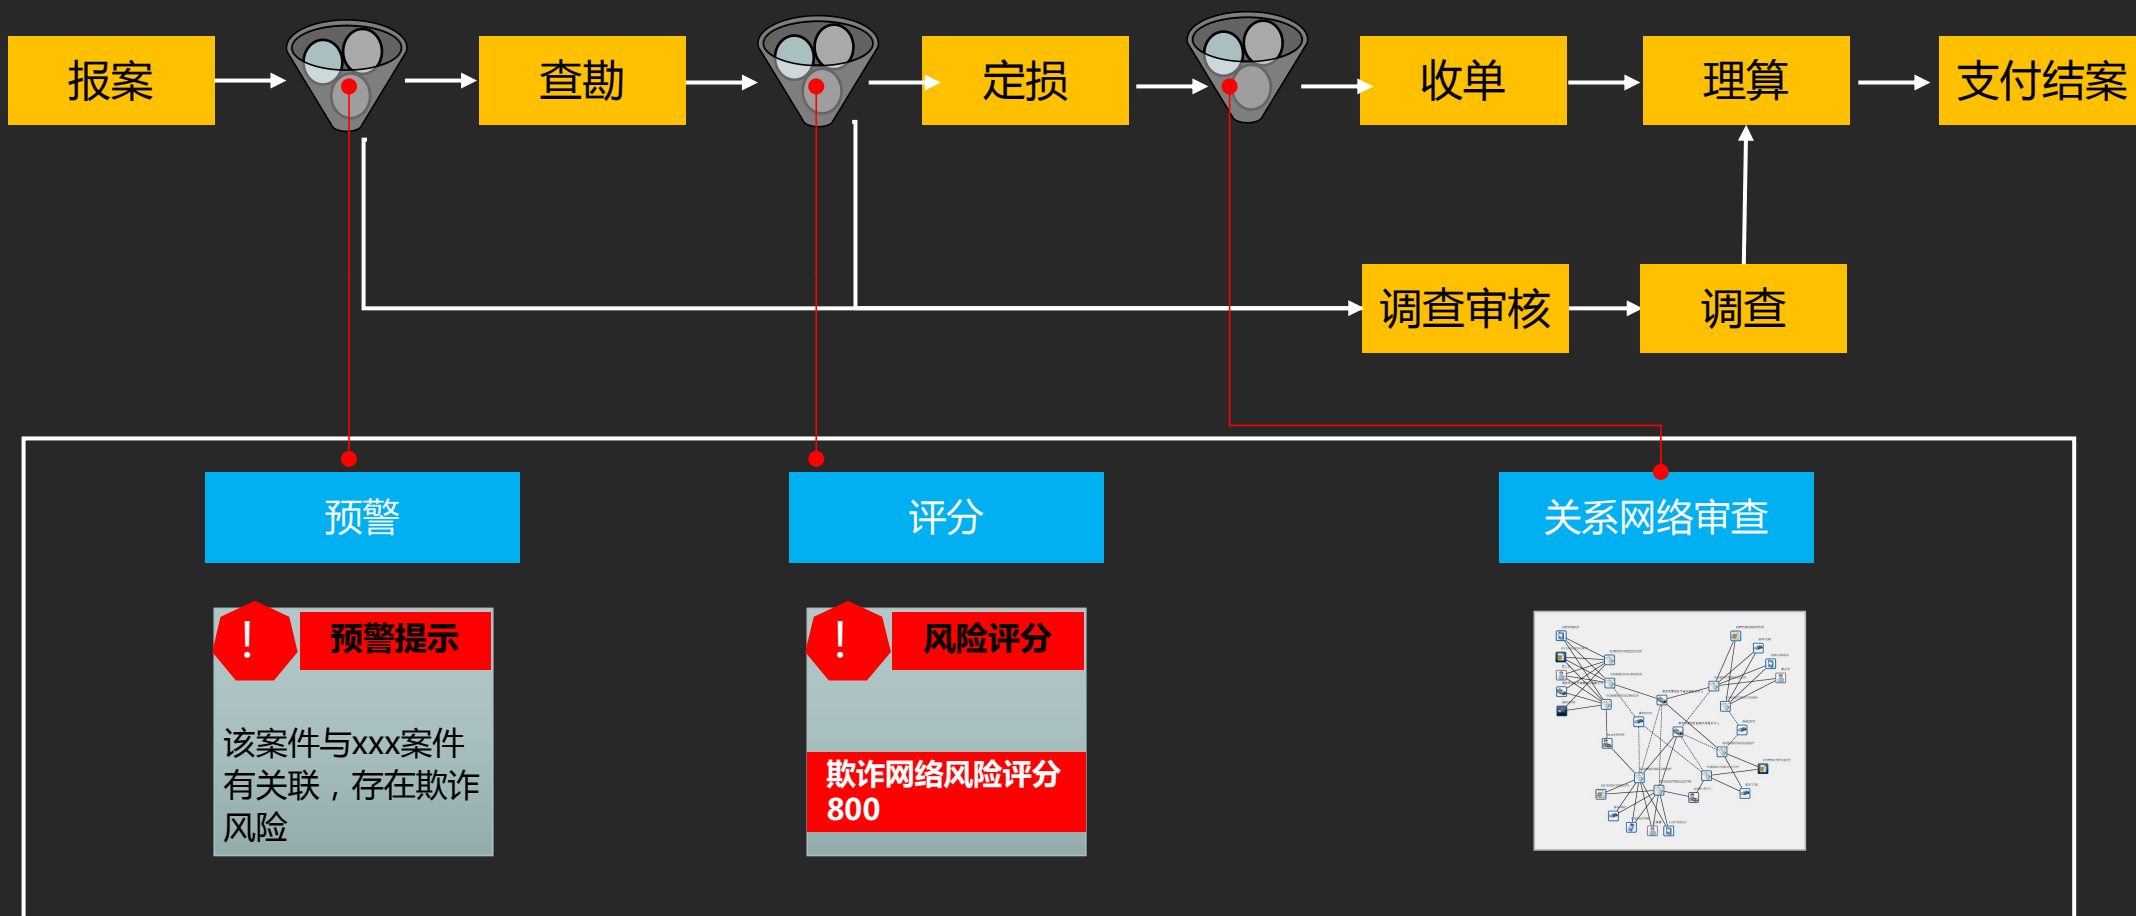 报案
查勘
定损
收单
理算
支付结案
调查审核
调查
预警
评分
关系网络审查
!
预警提示
该案件与xxx案件
有关联，存在欺诈
风险
!
风险评分
欺诈网络风险评分
800